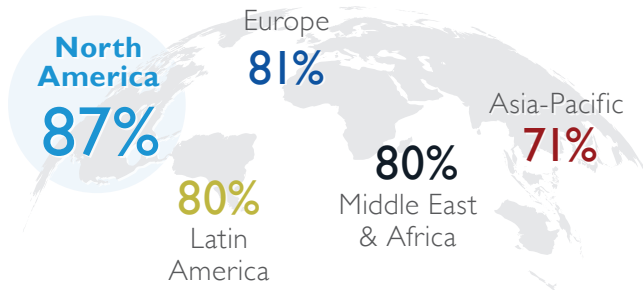 North
America
87%
Europe
81%
Asia-Pacific
71%
80%
Middle East
& Africa
80%
Latin
America